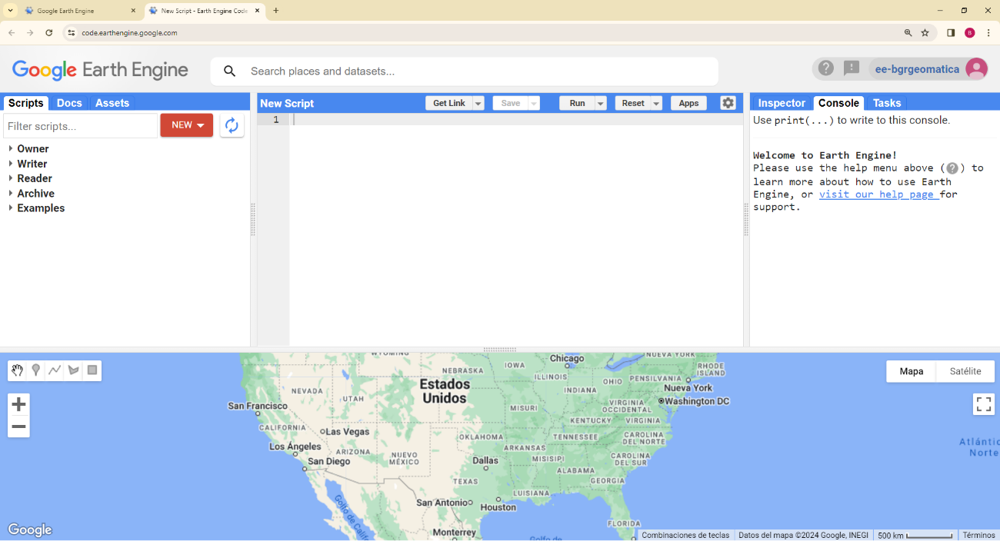 Google Earth Engine
New Script - Earth Engine Code
code.earthengine.google.com
B
Google Earth Engine
Search places and datasets...
ee-bgrgeomatica
Scripts Docs Assets
Filter scripts...
NEW
Owner
Writer
Reader
Archive
Examples
New Script
Get Link Save Run Reset Apps
1
Inspector Console Tasks
Use print(...) to write to this console.
Welcome to Earth Engine!
Please use the help menu above (?) to
learn more about how to use Earth
Engine, or visit our help page for
support.
Mapa Satélite
WYOMING
NEBRASKA
IOWA
Chicago
NUEVA YORK
RHODE
ISLAND
ILLINOIS
OHIO
PENSILVANIA
Nueva York
Estados
Unidos
NEVADA
UTAH
INDIANA
San Francisco
MISURI
VIRGINIA
OCCIDENTAL
Washington DC
KENTUCKY
VIRGINIA
CALIFORNIA
Las Vegas
OKLAHOMA
TENNESSEE
CAROLINA
DEL NORTE
Atlántic
Norte
Los Ángeles
ARIZONA
NUEVO
MÉXICO
ARKANSAS
San Diego
Dallas
MISISIPI
CAROLINA
DEL SUR
ALABAMA
TEXAS
GEORGIA
LUISIANA
San Antonio
Houston
Golfo de Calif
FLORIDA
Monterrey
Golfo de
Google
Combinaciones de teclas
Datos del mapa ©2024 Google, INEGI
500 km
Términos